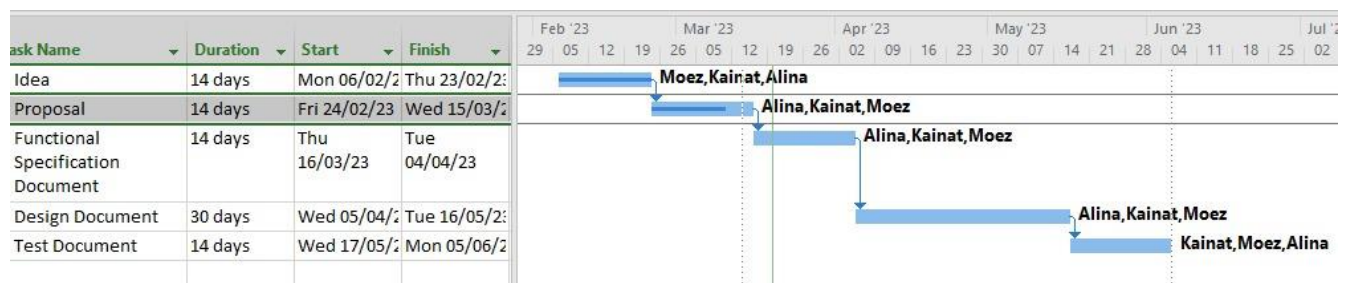 Feb '23 Mar '23 Apr '23 May '23 Jun '23 Jul '2
ask Name Duration Start Finish 29 05 12 19 26 05 12 19 26 02 09 16 23 30 07 14 21 28 04 11 18 25 02
Idea 14 days Mon 06/02/2 Thu 23/02/2 Moez,Kainat,Alina
Proposal 14 days Fri 24/02/23 Wed 15/03/2 Alina,Kainat,Moez
Functional 14 days Thu Tue Alina,Kainat,Moez
Specification 16/03/23 04/04/23
Document
Design Document 30 days Wed 05/04/2 Tue 16/05/2 Alina,Kainat,Moez
Test Document 14 days Wed 17/05/2 Mon 05/06/2 Kainat,Moez,Alina